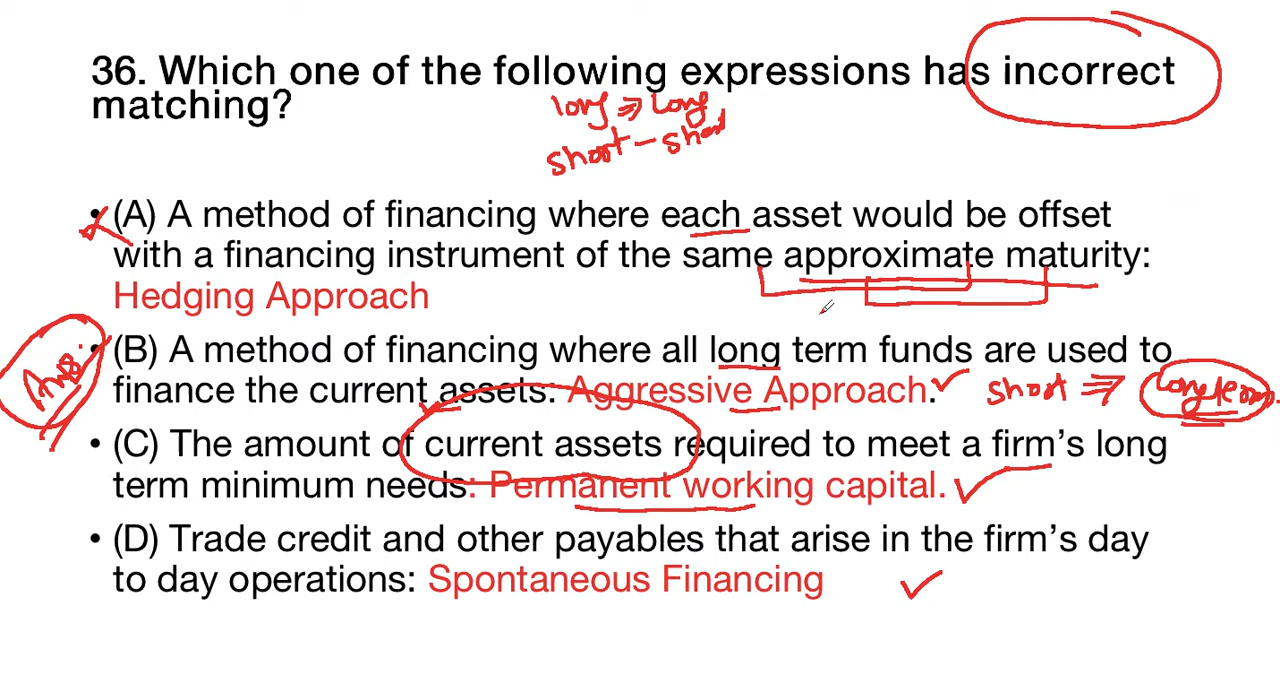 36. Which one of the following expressions has incorrect
matching?
long ⇒ long
short - short
• (A) A method of financing where each asset would be offset
with a financing instrument of the same approximate maturity:
Hedging Approach
• (B) A method of financing where all long term funds are used to
Ans.
finance the current assets: Aggressive Approach.
short ⇒ long term.
• (C) The amount of current assets required to meet a firm's long
term minimum needs: Permanent working capital.
• (D) Trade credit and other payables that arise in the firm's day
to day operations: Spontaneous Financing